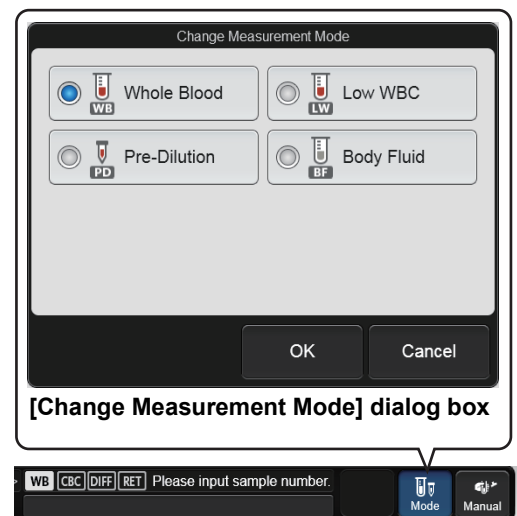 Change Measurement Mode
WB Whole Blood
LW Low WBC
PD Pre-Dilution
BF Body Fluid
OK Cancel
[Change Measurement Mode] dialog box
WB CBC DIFF RET Please input sample number.
Mode Manual